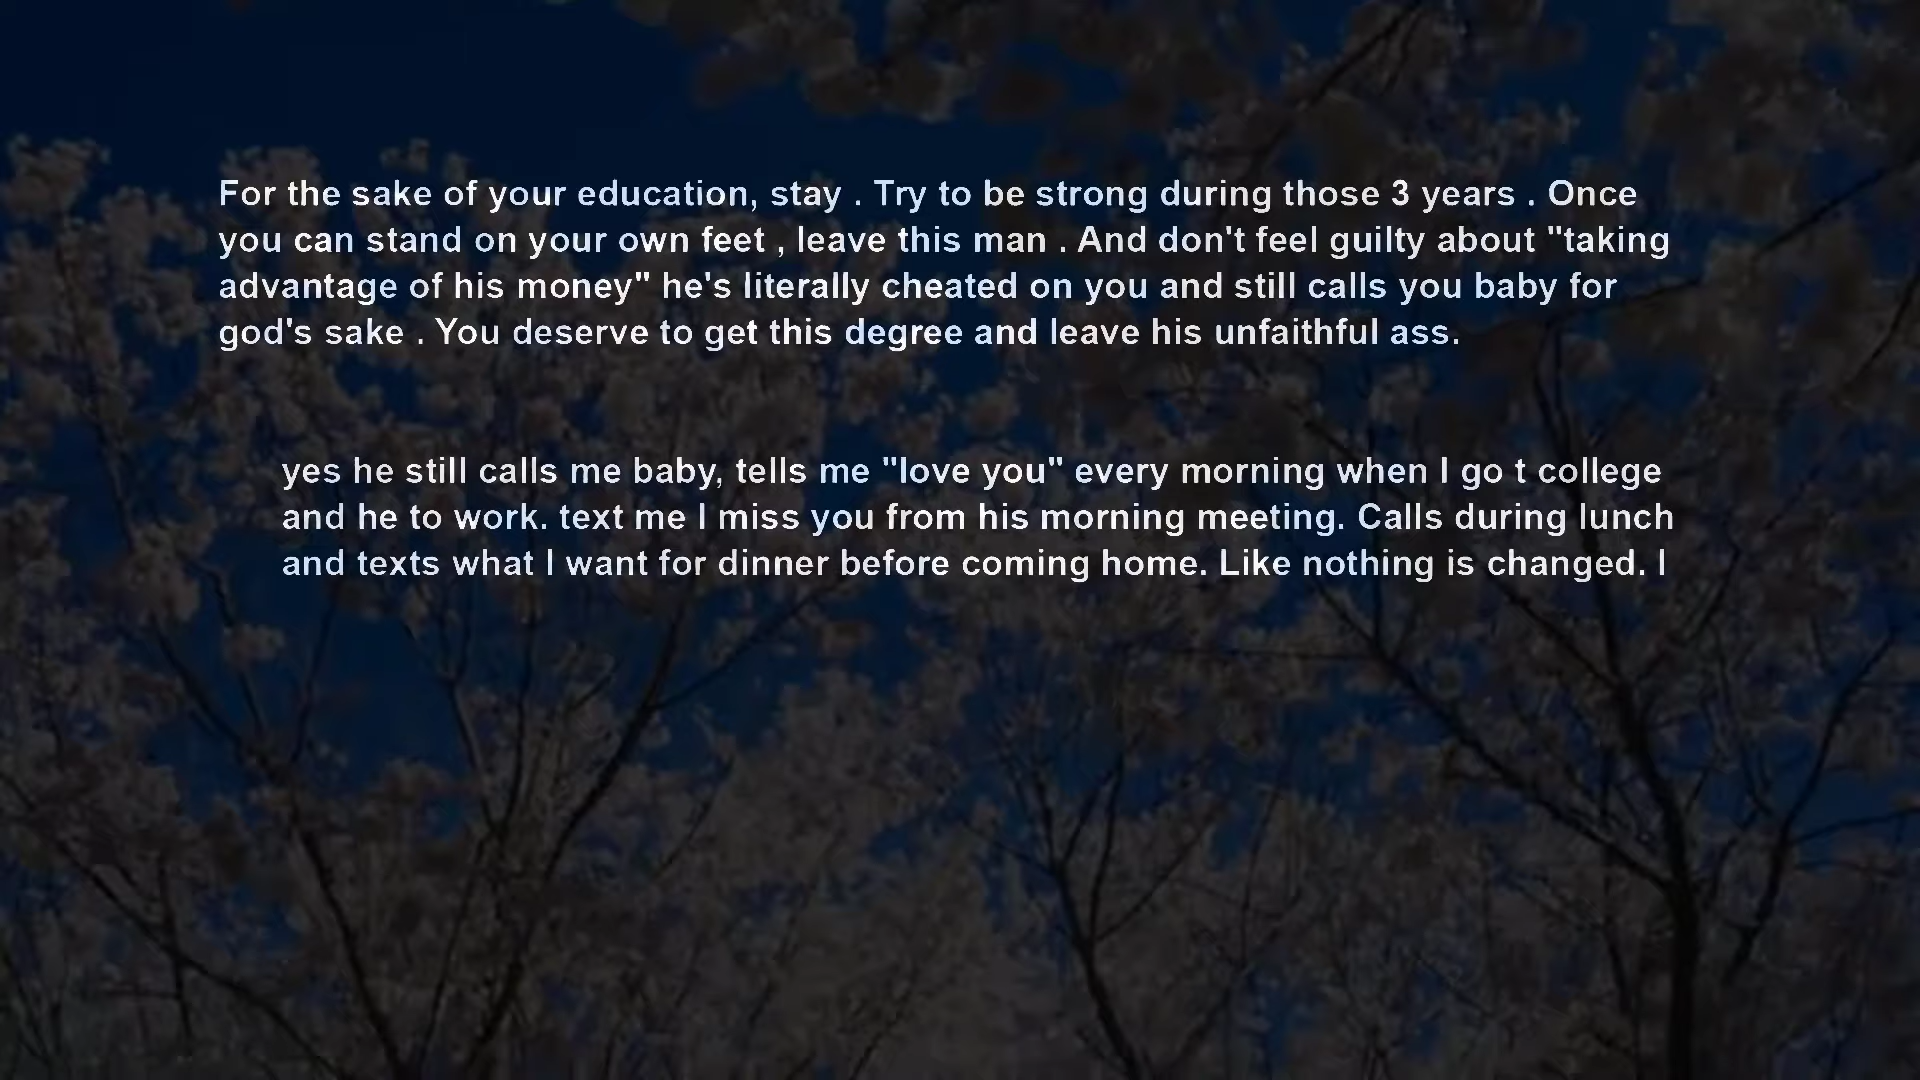 For the sake of your education, stay . Try to be strong during those 3 years . Once
you can stand on your own feet , leave this man . And don't feel guilty about "taking
advantage of his money" he's literally cheated on you and still calls you baby for
god's sake . You deserve to get this degree and leave his unfaithful ass.
yes he still calls me baby, tells me "love you" every morning when I go t college
and he to work. text me I miss you from his morning meeting. Calls during lunch
and texts what I want for dinner before coming home. Like nothing is changed. I